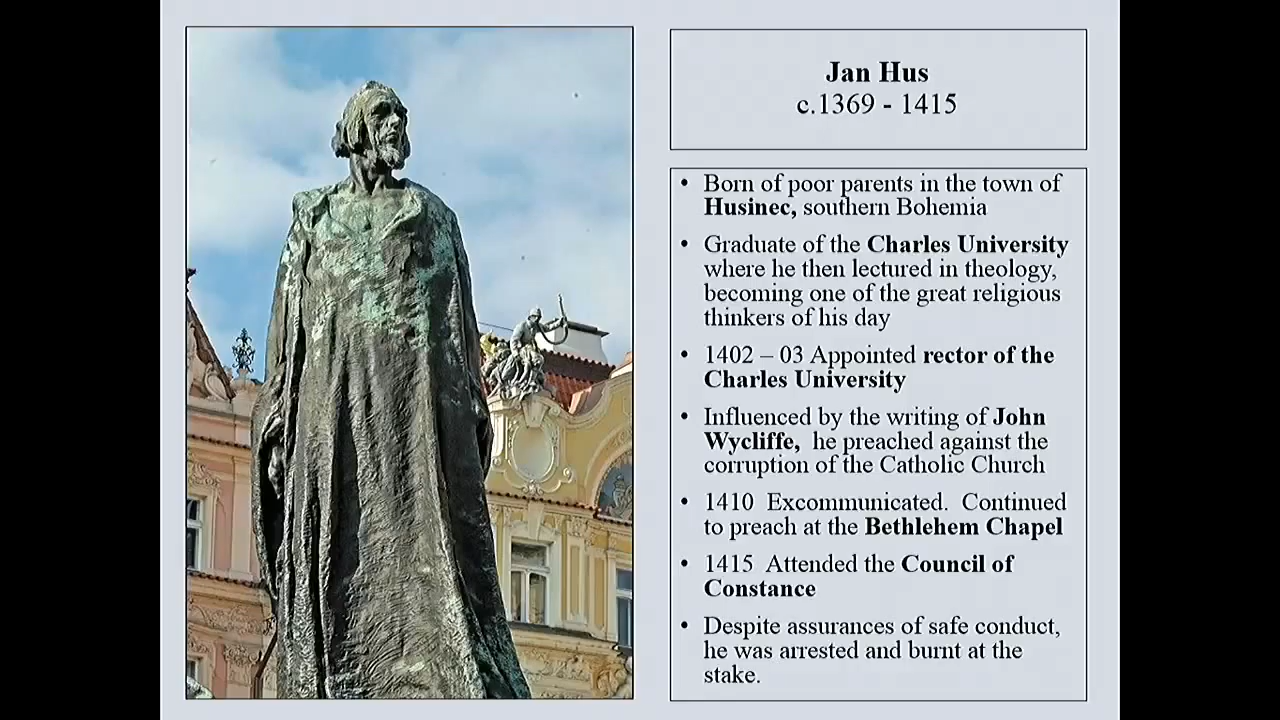 Jan Hus
c.1369 - 1415
• Born of poor parents in the town of
Husinec, southern Bohemia
• Graduate of the Charles University
where he then lectured in theology,
becoming one of the great religious
thinkers of his day
• 1402 – 03 Appointed rector of the
Charles University
• Influenced by the writing of John
Wycliffe,  he preached against the
corruption of the Catholic Church
• 1410  Excommunicated.  Continued
to preach at the Bethlehem Chapel
• 1415  Attended the Council of
Constance
• Despite assurances of safe conduct,
he was arrested and burnt at the
stake.